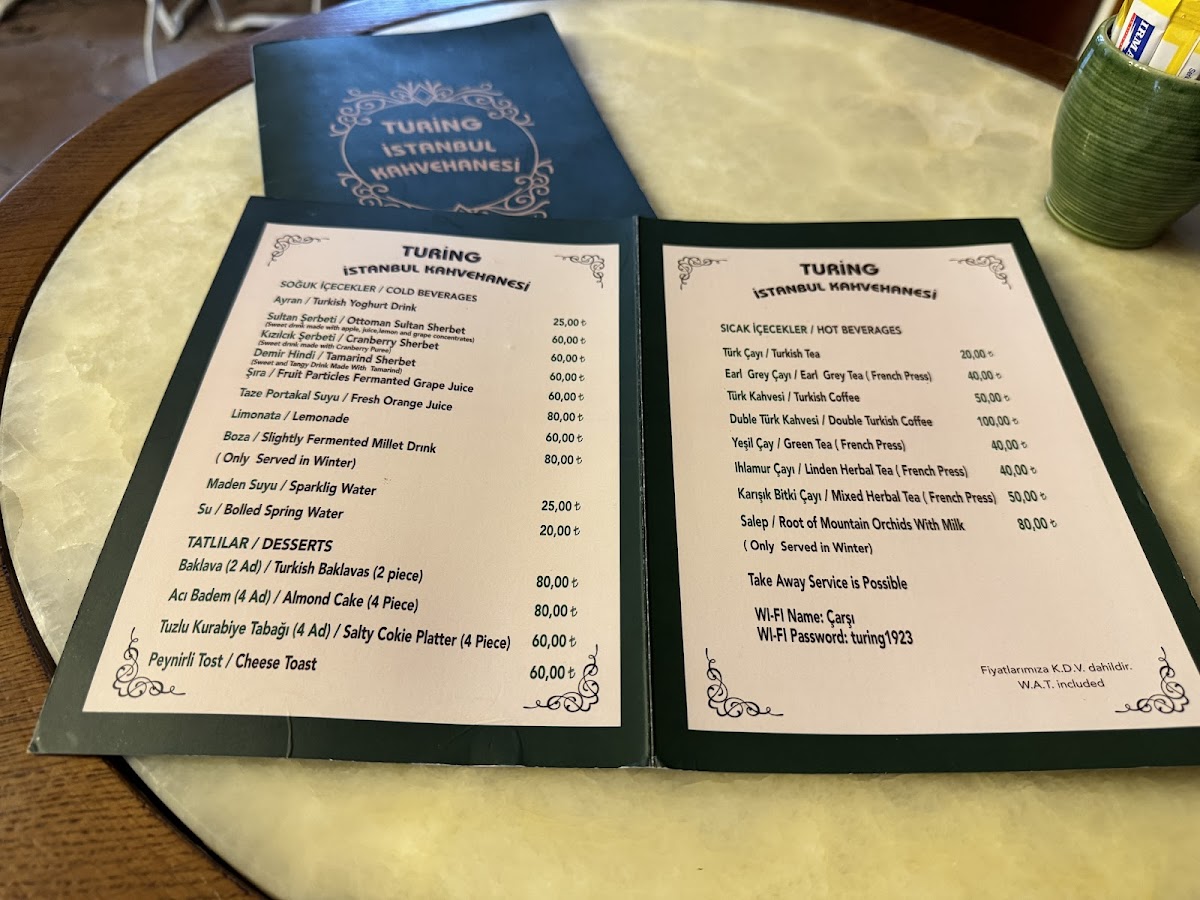 TURİNG
İSTANBUL
KAHVEHANESİ
TURİNG
İSTANBUL KAHVEHANESİ
SOĞUK İÇECEKLER / COLD BEVERAGES
Ayran / Turkish Yoghurt Drink 25,00 ₺
Sultan Şerbeti / Ottoman Sultan Sherbet 60,00 ₺
(Sweet drink made with apple, juice,lemon and grape concentrates)
Kızılcık Şerbeti / Cranberry Sherbet 60,00 ₺
(Sweet drink made with Cranberry Puree)
Demir Hindi / Tamarind Sherbet 60,00 ₺
(Sweet and Tangy Drink Made With Tamarind)
Şıra / Fruit Particles Fermanted Grape Juice 60,00 ₺
Taze Portakal Suyu / Fresh Orange Juice 80,00 ₺
Limonata / Lemonade 60,00 ₺
Boza / Slightly Fermented Millet Drınk 80,00 ₺
( Only Served in Winter)
Maden Suyu / Sparklig Water 25,00 ₺
Su / Bolled Spring Water 20,00 ₺
TATLILAR / DESSERTS
Baklava (2 Ad) / Turkish Baklavas (2 piece) 80,00 ₺
Acı Badem (4 Ad) / Almond Cake (4 Piece) 80,00 ₺
Tuzlu Kurabiye Tabağı (4 Ad) / Salty Cokie Platter (4 Piece) 60,00 ₺
Peynirli Tost / Cheese Toast 60,00 ₺
TURİNG
İSTANBUL KAHVEHANESİ
SICAK İÇECEKLER / HOT BEVERAGES
Türk Çayı / Turkish Tea 20,00 ₺
Earl Grey Çayı / Earl Grey Tea ( French Press) 40,00 ₺
Türk Kahvesi / Turkish Coffee 50,00 ₺
Duble Türk Kahvesi / Double Turkish Coffee 100,00 ₺
Yeşil Çay / Green Tea ( French Press) 40,00 ₺
Ihlamur Çayı / Linden Herbal Tea ( French Press) 40,00 ₺
Karışık Bitki Çayı / Mixed Herbal Tea ( French Press) 50,00 ₺
Salep / Root of Mountain Orchids With Milk 80,00 ₺
( Only Served in Winter)
Take Away Service is Possible
WI-FI Name: Çarşı
WI-FI Password: turing1923
Fiyatlarımıza K.D.V. dahildir.
W.A.T. included